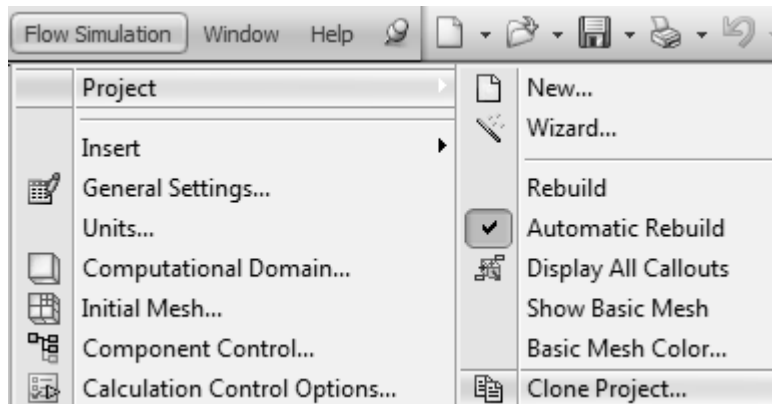 Flow Simulation Window Help
Project
Insert
General Settings...
Units...
Computational Domain...
Initial Mesh...
Component Control...
Calculation Control Options...
New...
Wizard...
Rebuild
Automatic Rebuild
Display All Callouts
Show Basic Mesh
Basic Mesh Color...
Clone Project...